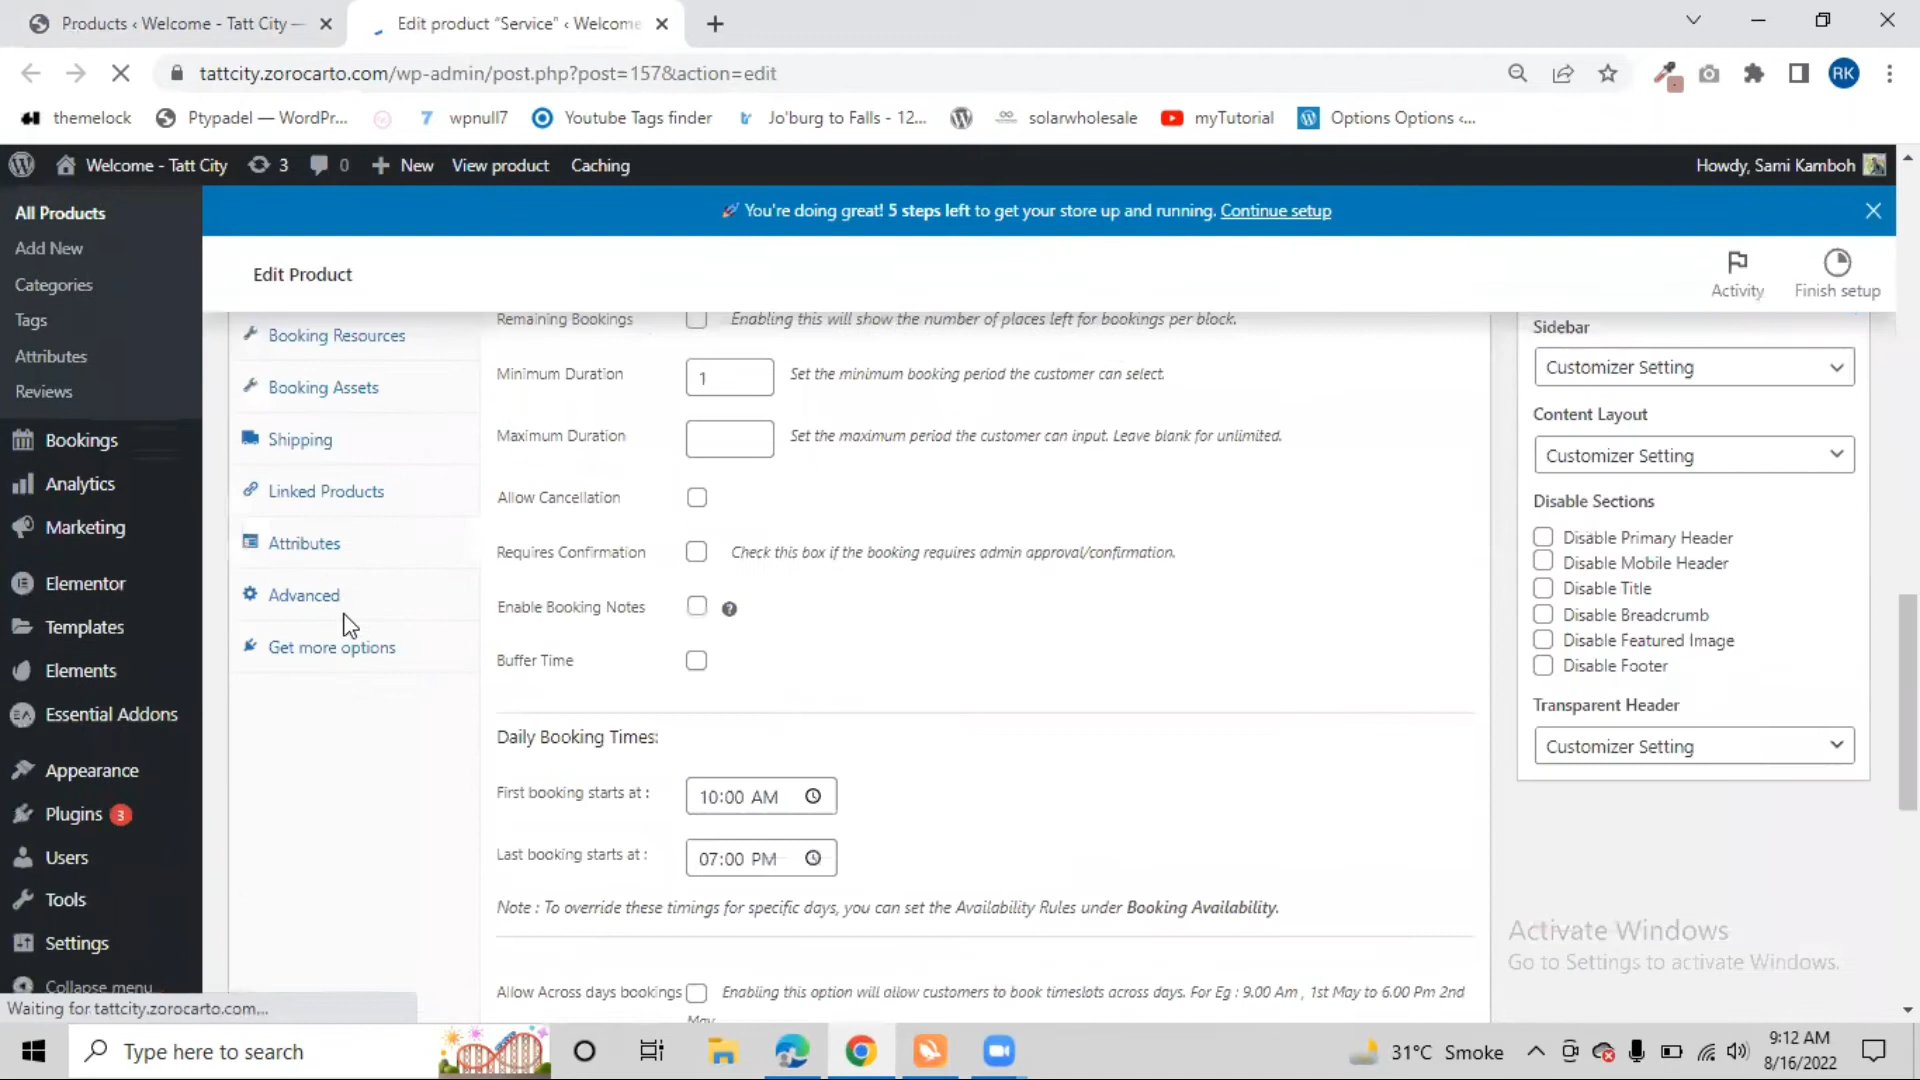 Products ‹ Welcome - Tatt City —
Edit product “Service” ‹ Welcome
tattcity.zorocarto.com/wp-admin/post.php?post=157&action=edit
RK
themelock
Ptypadel — WordPr...
wpnull7
Youtube Tags finder
Jo'burg to Falls - 12...
solarwholesale
myTutorial
Options Options ‹...
Welcome - Tatt City
3
0
New
View product
Caching
Howdy, Sami Kamboh
You're doing great! 5 steps left to get your store up and running. Continue setup
Edit Product
Activity
Finish setup
All Products
Add New
Categories
Tags
Attributes
Reviews
Bookings
Analytics
Marketing
Elementor
Templates
Elements
Essential Addons
Appearance
Plugins 3
Users
Tools
Settings
Collapse menu
Waiting for tattcity.zorocarto.com...
Booking Resources
Booking Assets
Shipping
Linked Products
Attributes
Advanced
Get more options
Remaining Bookings
Enabling this will show the number of places left for bookings per block.
Minimum Duration
1
Set the minimum booking period the customer can select.
Maximum Duration
Set the maximum period the customer can input. Leave blank for unlimited.
Allow Cancellation
Requires Confirmation
Check this box if the booking requires admin approval/confirmation.
Enable Booking Notes
?
Buffer Time
Daily Booking Times:
First booking starts at :
10:00 AM
Last booking starts at :
07:00 PM
Note : To override these timings for specific days, you can set the Availability Rules under Booking Availability.
Allow Across days bookings
Enabling this option will allow customers to book timeslots across days. For Eg : 9.00 Am , 1st May to 6.00 Pm 2nd
May
Sidebar
Customizer Setting
Content Layout
Customizer Setting
Disable Sections
Disable Primary Header
Disable Mobile Header
Disable Title
Disable Breadcrumb
Disable Featured Image
Disable Footer
Transparent Header
Customizer Setting
Activate Windows
Go to Settings to activate Windows.
Type here to search
31°C Smoke
9:12 AM
8/16/2022